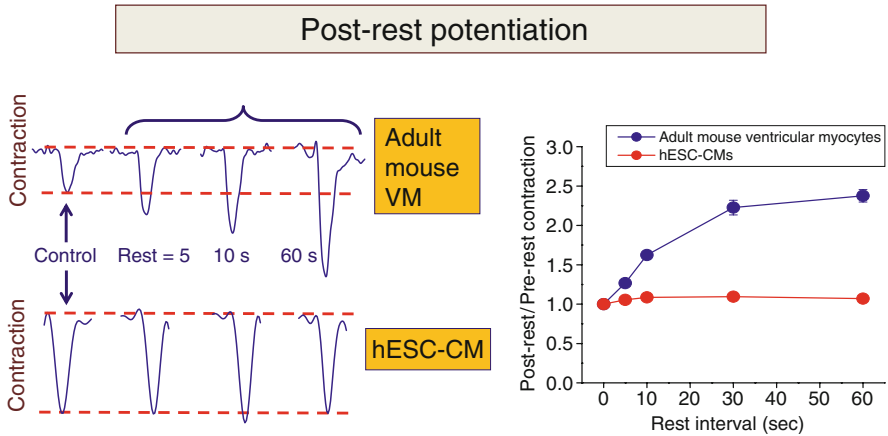 Post-rest potentiation
Contraction
Adult
mouse
VM
Control
Rest = 5
10 s
60 s
Contraction
hESC-CM
Adult mouse ventricular myocytes
hESC-CMs
Post-rest/ Pre-rest contraction
3.0
2.5
2.0
1.5
1.0
0.5
0.0
0 10 20 30 40 50 60
Rest interval (sec)